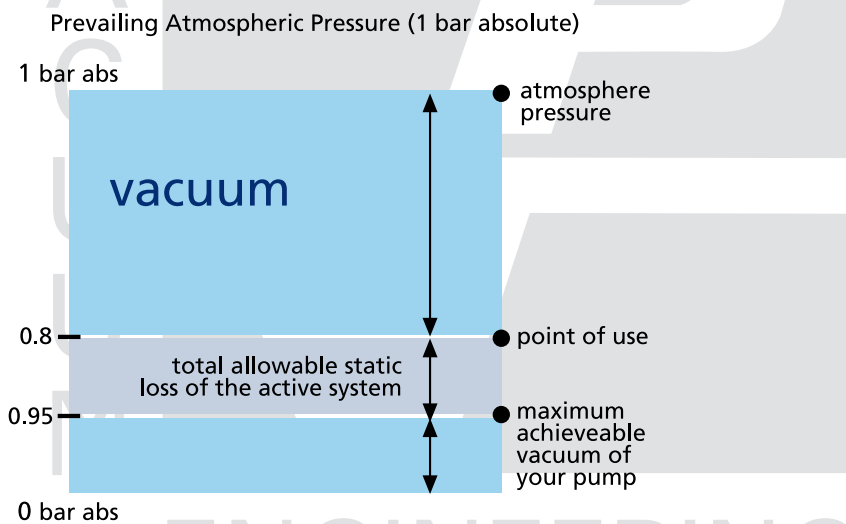 Prevailing Atmospheric Pressure (1 bar absolute)
1 bar abs
atmosphere
pressure
vacuum
0.8
point of use
total allowable static
loss of the active system
0.95
maximum
achieveable
vacuum of
your pump
0 bar abs
ENGINEERING